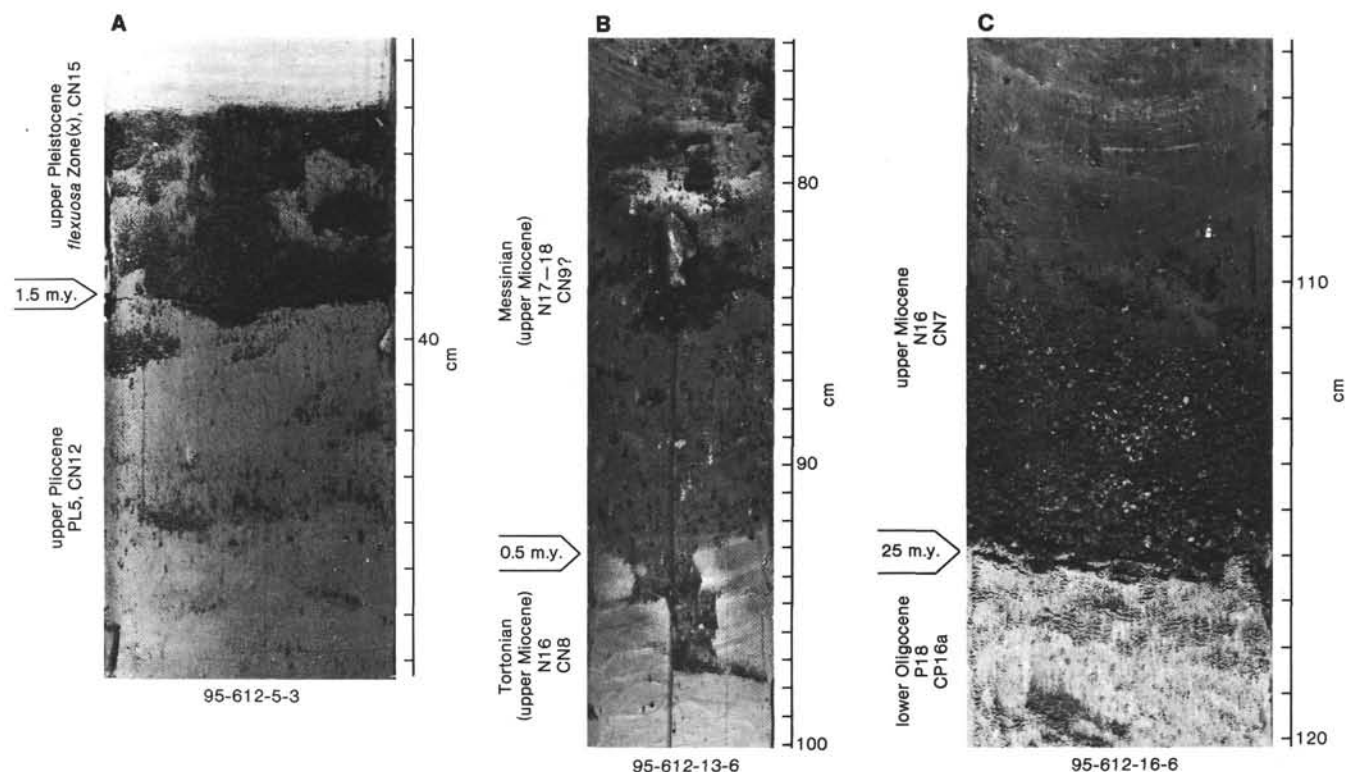 A
upper Pleistocene
flexuosa Zone(x), CN15
1.5 m.y.
upper Pliocene
PL5, CN12
40
cm
95-612-5-3
B
Messinian
(upper Miocene)
N17—18
CN9?
0.5 m.y.
Tortonian
(upper Miocene)
N16
CN8
80
cm
90
100
95-612-13-6
C
upper Miocene
N16
CN7
25 m.y.
lower Oligocene
P18
CP16a
110
cm
120
95-612-16-6